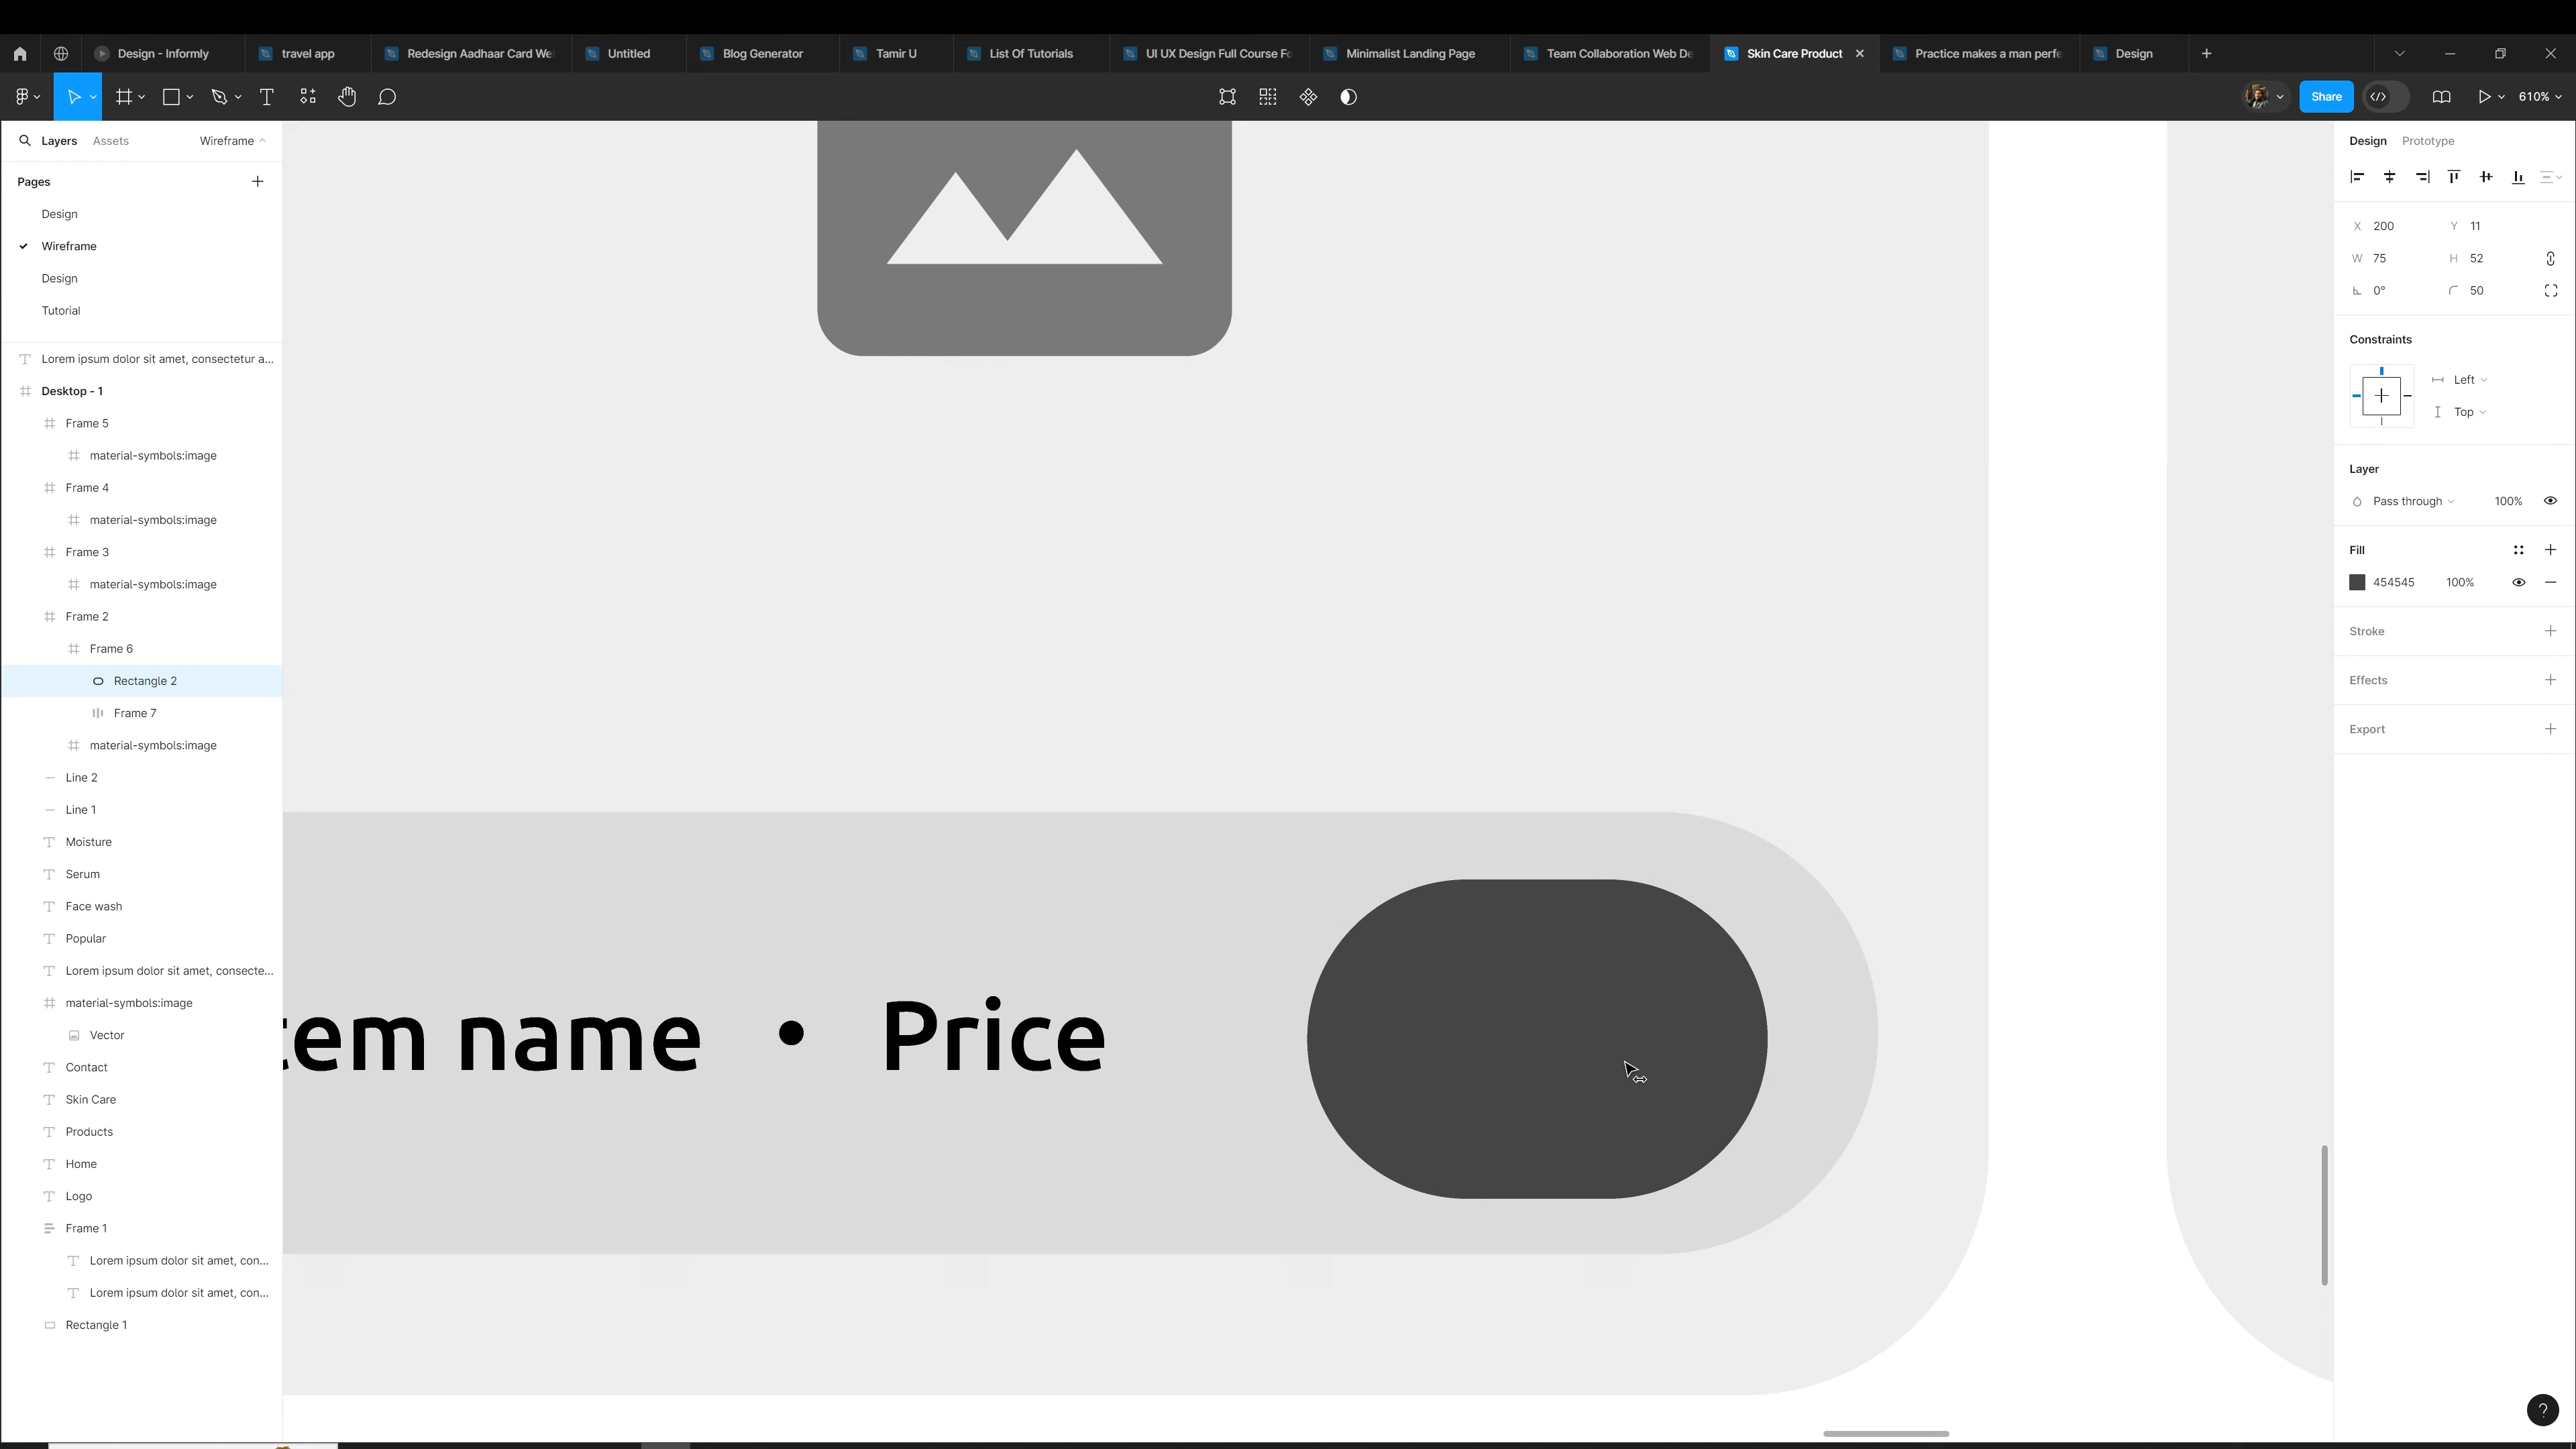 Design - Informly
travel app
Redesign Aadhaar Card We
Untitled
Blog Generator
Tamir U
List Of Tutorials
UI UX Design Full Course Fo
Minimalist Landing Page
Team Collaboration Web De
Skin Care Product
Practice makes a man perfe
Design
Share
610%
Layers
Assets
Wireframe
Pages
Design
Wireframe
Design
Tutorial
Lorem ipsum dolor sit amet, consectetur a...
Desktop - 1
Frame 5
material-symbols:image
Frame 4
material-symbols:image
Frame 3
material-symbols:image
Frame 2
Frame 6
Rectangle 2
Frame 7
material-symbols:image
Line 2
Line 1
Moisture
Serum
Face wash
Popular
Lorem ipsum dolor sit amet, consecte...
material-symbols:image
Vector
Contact
Skin Care
Products
Home
Logo
Frame 1
Lorem ipsum dolor sit amet, con...
Lorem ipsum dolor sit amet, con...
Rectangle 1
tem name • Price
Design
Prototype
X 200 Y 11
W 75 H 52
0° 50
Constraints
Left
Top
Layer
Pass through 100%
Fill
454545 100%
Stroke
Effects
Export
?